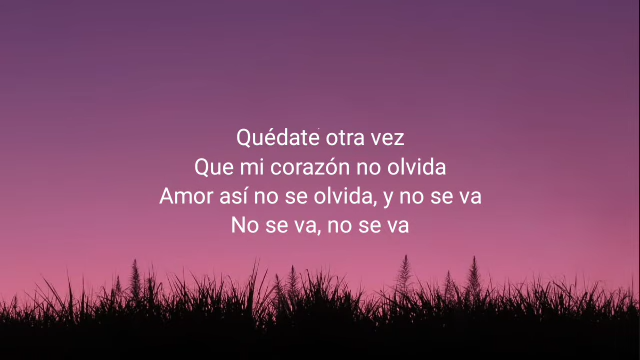 Quédate otra vez
Que mi corazón no olvida
Amor así no se olvida, y no se va
No se va, no se va